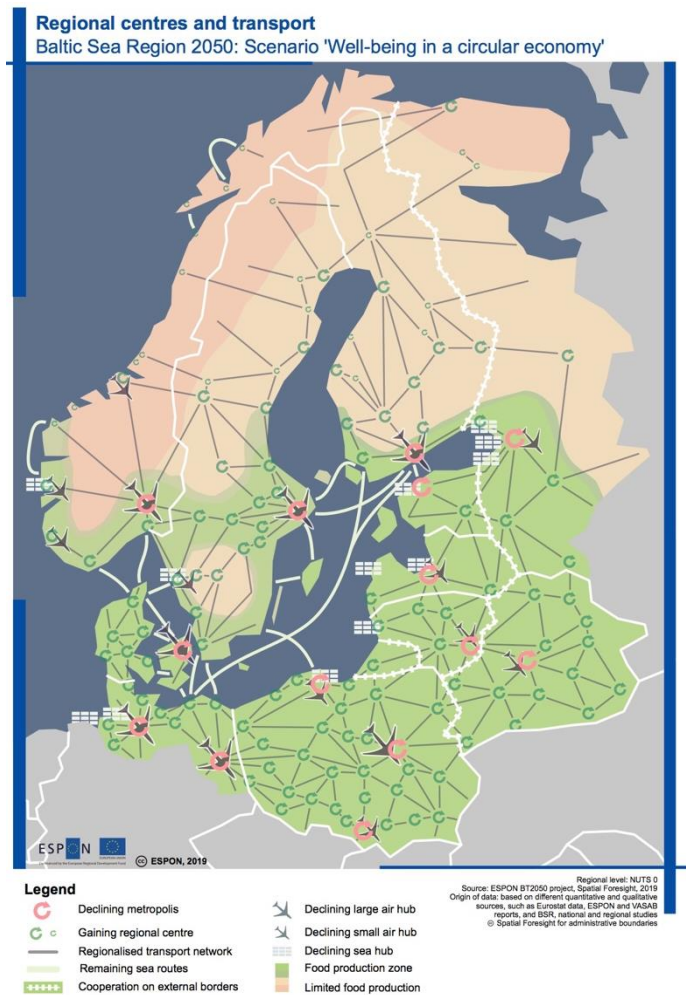 Regional centres and transport
Baltic Sea Region 2050: Scenario 'Well-being in a circular economy'
ESPON
© ESPON, 2019
Regional level: NUTS 0
Source: ESPON BT2050 project, Spatial Foresight, 2019
Origin of data: based on different quantitative and qualitative
sources, such as Eurostat data, ESPON and VASAB
reports, and BSR, national and regional studies
© Spatial Foresight for administrative boundaries
Legend
Declining metropolis
Gaining regional centre
Regionalised transport network
Remaining sea routes
Cooperation on external borders
Declining large air hub
Declining small air hub
Declining sea hub
Food production zone
Limited food production